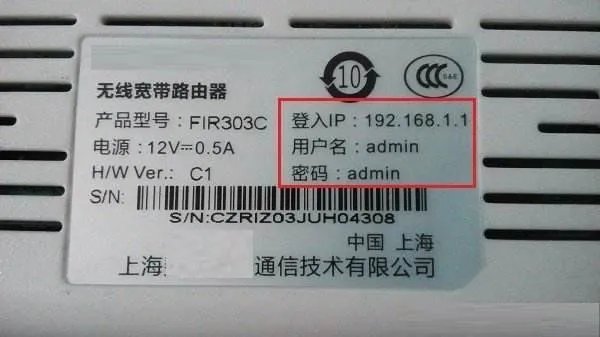 10
CCC S&E
无线宽带路由器
产品型号：FIR303C
登入IP：192.168.1.1
电源：12V⎓0.5A
用户名：admin
H/W Ver.： C1
密码：admin
S/N:
S/N:CZRIZ03JUH04308
中国 上海
上海 通信技术有限公司